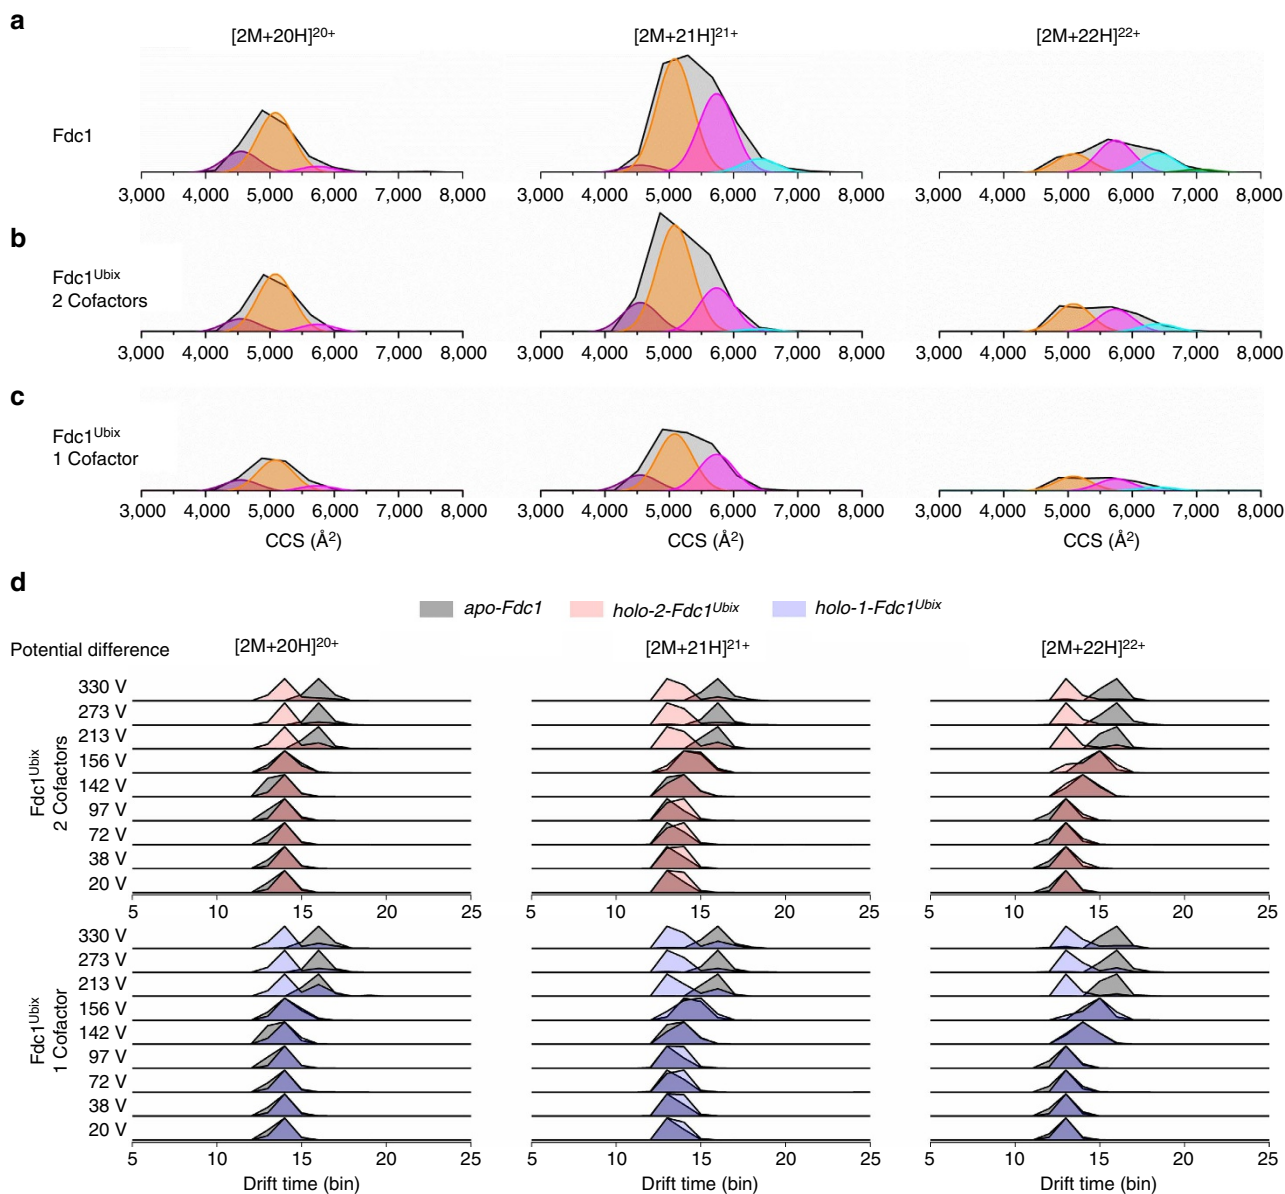 a
[2M+20H]20+ [2M+21H]21+ [2M+22H]22+
Fdc1
3,000 4,000 5,000 6,000 7,000 8,000 3,000 4,000 5,000 6,000 7,000 8,000 3,000 4,000 5,000 6,000 7,000 8,000
b
Fdc1Ubix
2 Cofactors
3,000 4,000 5,000 6,000 7,000 8,000 3,000 4,000 5,000 6,000 7,000 8,000 3,000 4,000 5,000 6,000 7,000 8,000
c
Fdc1Ubix
1 Cofactor
3,000 4,000 5,000 6,000 7,000 8,000 3,000 4,000 5,000 6,000 7,000 8,000 3,000 4,000 5,000 6,000 7,000 8,000
CCS (Å2) CCS (Å2) CCS (Å2)
d
apo-Fdc1 holo-2-Fdc1Ubix holo-1-Fdc1Ubix
Potential difference [2M+20H]20+ [2M+21H]21+ [2M+22H]22+
Fdc1Ubix
2 Cofactors
330 V
273 V
213 V
156 V
142 V
97 V
72 V
38 V
20 V
5 10 15 20 25 5 10 15 20 25 5 10 15 20 25
Fdc1Ubix
1 Cofactor
330 V
273 V
213 V
156 V
142 V
97 V
72 V
38 V
20 V
5 10 15 20 25 5 10 15 20 25 5 10 15 20 25
Drift time (bin) Drift time (bin) Drift time (bin)